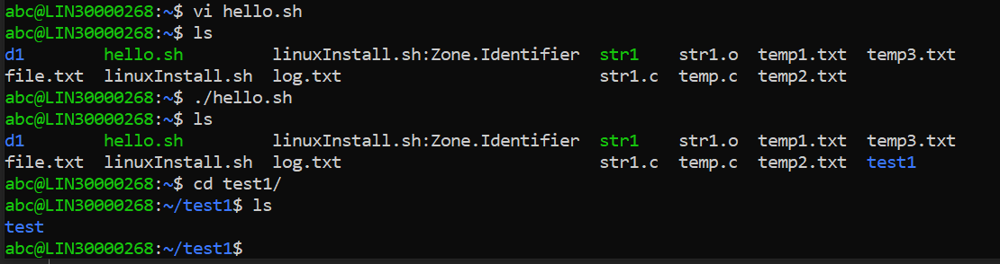 abc@LIN30000268:~$ vi hello.sh
abc@LIN30000268:~$ ls
d1       hello.sh         linuxInstall.sh:Zone.Identifier  str1    str1.o  temp1.txt  temp3.txt
file.txt  linuxInstall.sh  log.txt                          str1.c  temp.c  temp2.txt
abc@LIN30000268:~$ ./hello.sh
abc@LIN30000268:~$ ls
d1       hello.sh         linuxInstall.sh:Zone.Identifier  str1    str1.o  temp1.txt  temp3.txt
file.txt  linuxInstall.sh  log.txt                          str1.c  temp.c  temp2.txt  test1
abc@LIN30000268:~$ cd test1/
abc@LIN30000268:~/test1$ ls
test
abc@LIN30000268:~/test1$